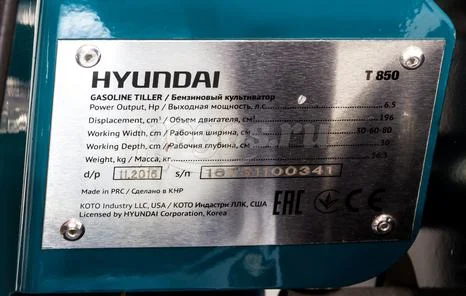 HYUNDAI T 850
GASOLINE TILLER / Бензиновый культиватор
Power Output, Hp / Выходная мощность, л.с. 6.5
Displacement, cm³ / Объем двигателя, см³ 196
Working Width, cm / Рабочая ширина, см 30-60-80
Working Depth, cm / Рабочая глубина, см 30
Weight, kg / Масса, кг
d/p 11.2016 s/n
Made in PRC / Сделано в КНР
KOTO Industry LLC, USA / КОТО Индастри ЛЛК, США
Licensed by HYUNDAI Corporation, Korea
EAC CE